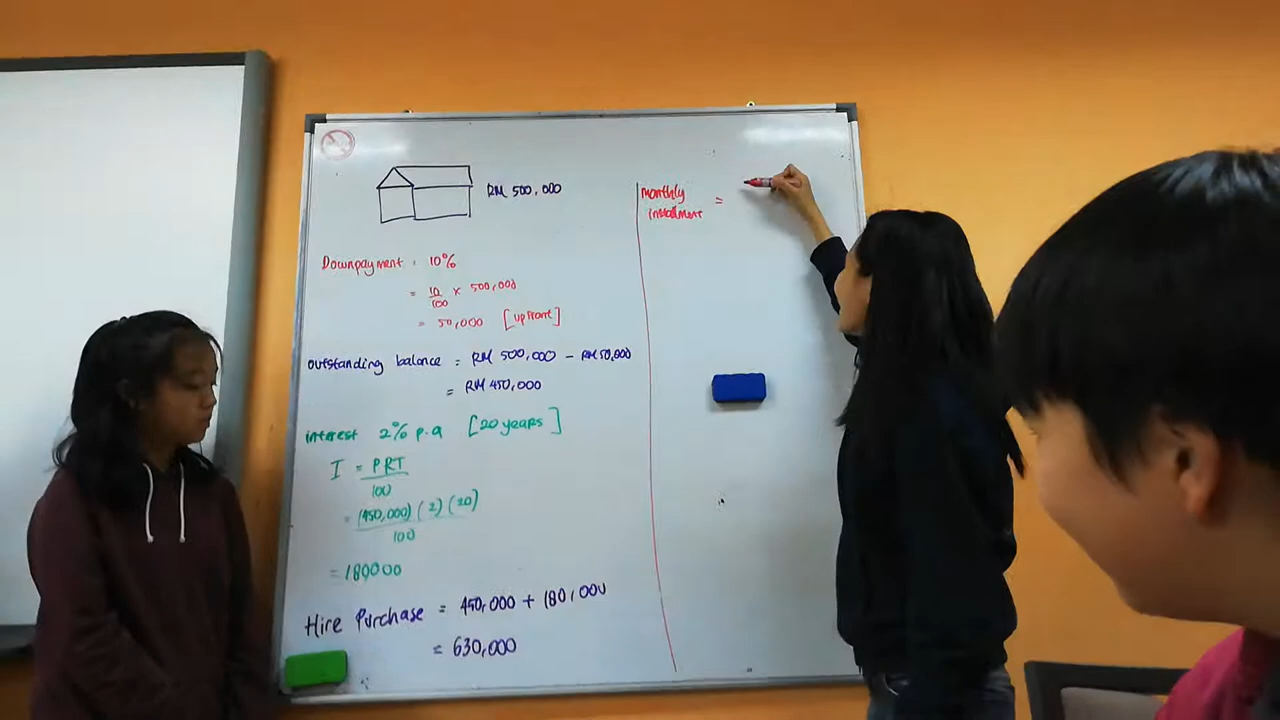 RM 500,000
Downpayment = 10%
= 10/100 × 500,000
= 50,000 [upfront]
outstanding balance = RM 500,000 - RM 50,000
= RM 450,000
interest 2% p.a [20 years]
I = PRT/100
= (450,000)(2)(20)/100
= 180000
Hire Purchase = 450,000 + 180,000
= 630,000
Monthly
installment =